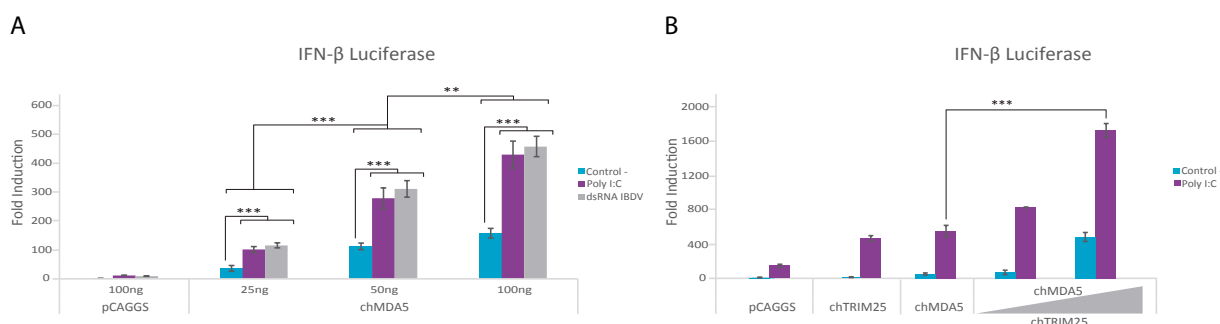 A
IFN-β Luciferase
Fold Induction
600
500
400
300
200
100
0
***
***
**
***
***
Control -
Poly I:C
dsRNA IBDV
100ng 25ng 50ng 100ng
pCAGGS chMDA5
B
IFN-β Luciferase
Fold Induction
2000
1600
1200
800
400
0
***
Control
Poly I:C
pCAGGS chTRIM25 chMDA5 chMDA5
chTRIM25